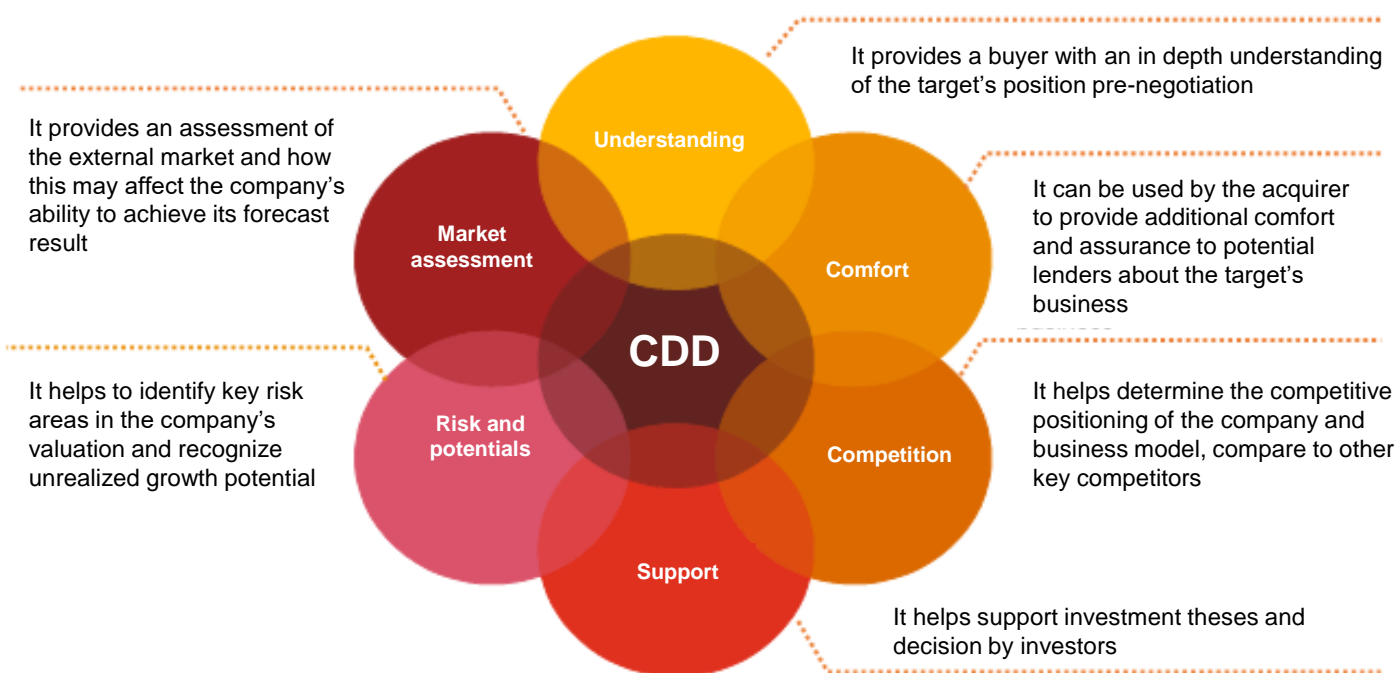 It provides a buyer with an in depth understanding
of the target's position pre-negotiation
Understanding
It provides an assessment of
the external market and how
this may affect the company's
ability to achieve its forecast
result
Market
assessment
It can be used by the acquirer
to provide additional comfort
and assurance to potential
lenders about the target's
business
Comfort
CDD
It helps to identify key risk
areas in the company's
valuation and recognize
unrealized growth potential
Risk and
potentials
It helps determine the competitive
positioning of the company and
business model, compare to other
key competitors
Competition
Support
It helps support investment theses and
decision by investors